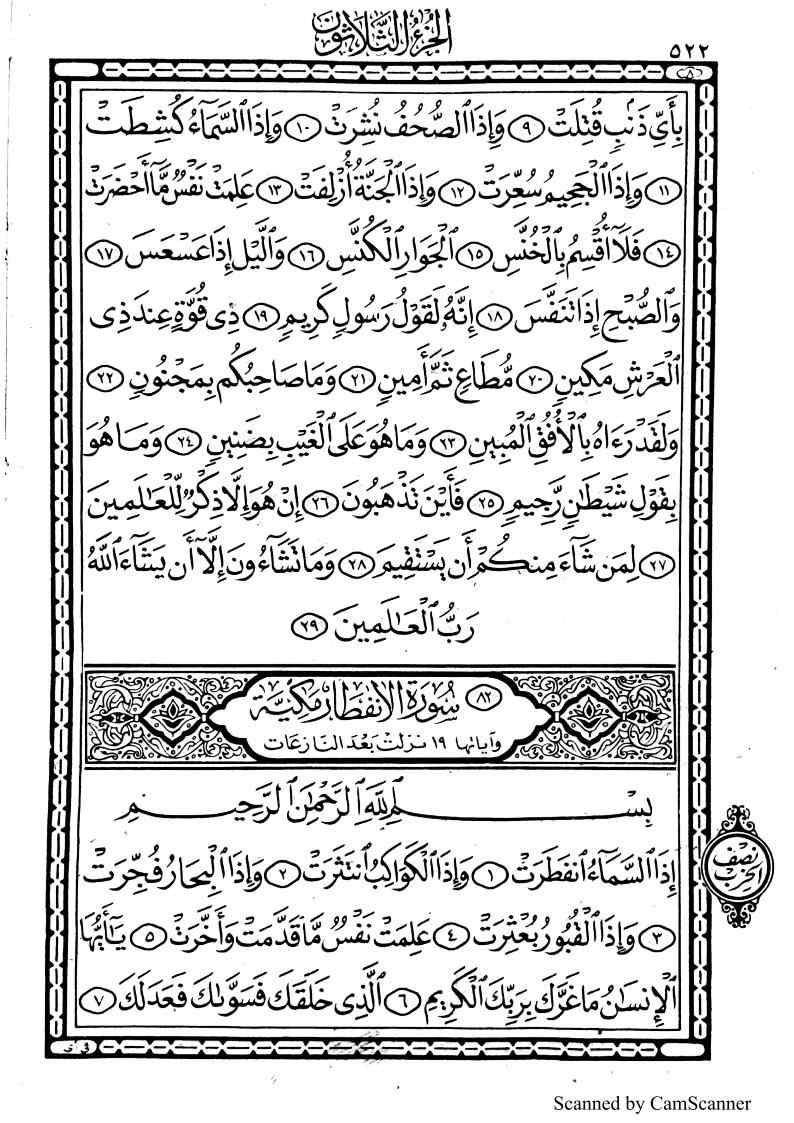 الجزء الثلاثون
٥٢٢
بِأَيِّ ذَنۢبٖ قُتِلَتۡ ٩ وَإِذَا ٱلصُّحُفُ نُشِرَتۡ ١٠ وَإِذَا ٱلسَّمَآءُ كُشِطَتۡ
١١ وَإِذَا ٱلۡجَحِيمُ سُعِّرَتۡ ١٢ وَإِذَا ٱلۡجَنَّةُ أُزۡلِفَتۡ ١٣ عَلِمَتۡ نَفۡسٞ مَّآ أَحۡضَرَتۡ
١٤ فَلَآ أُقۡسِمُ بِٱلۡخُنَّسِ ١٥ ٱلۡجَوَارِ ٱلۡكُنَّسِ ١٦ وَٱلَّيۡلِ إِذَا عَسۡعَسَ ١٧
وَٱلصُّبۡحِ إِذَا تَنَفَّسَ ١٨ إِنَّهُۥ لَقَوۡلُ رَسُولٖ كَرِيمٖ ١٩ ذِي قُوَّةٍ عِندَ ذِي
ٱلۡعَرۡشِ مَكِينٖ ٢٠ مُّطَاعٖ ثَمَّ أَمِينٖ ٢١ وَمَا صَاحِبُكُم بِمَجۡنُونٖ ٢٢
وَلَقَدۡ رَءَاهُ بِٱلۡأُفُقِ ٱلۡمُبِينِ ٢٣ وَمَا هُوَ عَلَى ٱلۡغَيۡبِ بِضَنِينٖ ٢٤ وَمَا هُوَ
بِقَوۡلِ شَيۡطَٰنٖ رَّجِيمٖ ٢٥ فَأَيۡنَ تَذۡهَبُونَ ٢٦ إِنۡ هُوَ إِلَّا ذِكۡرٞ لِّلۡعَٰلَمِينَ
٢٧ لِمَن شَآءَ مِنكُمۡ أَن يَسۡتَقِيمَ ٢٨ وَمَا تَشَآءُونَ إِلَّآ أَن يَشَآءَ ٱللَّهُ
رَبُّ ٱلۡعَٰلَمِينَ ٢٩
٨٢ سُورَةُ الانفطار مَكيَّة
وآياتها ١٩ نزلت بَعد النازعات
بِسۡمِ ٱللَّهِ ٱلرَّحۡمَٰنِ ٱلرَّحِيمِ
إِذَا ٱلسَّمَآءُ ٱنفَطَرَتۡ ١ وَإِذَا ٱلۡكَوَاكِبُ ٱنتَثَرَتۡ ٢ وَإِذَا ٱلۡبِحَارُ فُجِّرَتۡ
نصف
الحزب
٣ وَإِذَا ٱلۡقُبُورُ بُعۡثِرَتۡ ٤ عَلِمَتۡ نَفۡسٞ مَّا قَدَّمَتۡ وَأَخَّرَتۡ ٥ يَٰٓأَيُّهَا
ٱلۡإِنسَٰنُ مَا غَرَّكَ بِرَبِّكَ ٱلۡكَرِيمِ ٦ ٱلَّذِي خَلَقَكَ فَسَوَّىٰكَ فَعَدَلَكَ ٧
في أى
Scanned by CamScanner